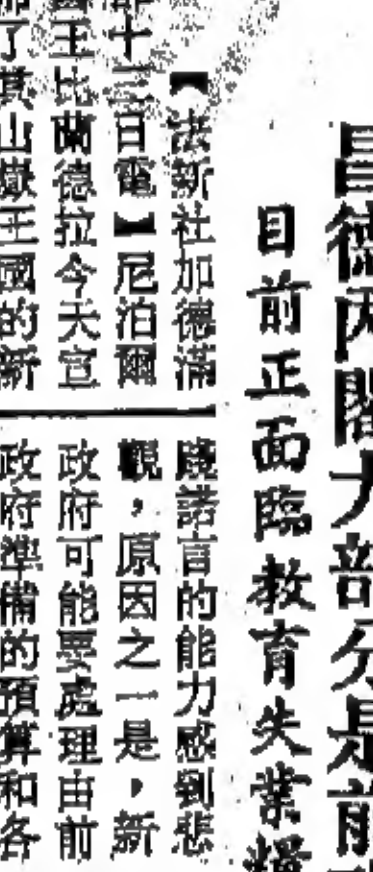 昌德內閣大部分是前
目前正面臨教育失業糧
【法新社加德滿
都十三日電】尼泊爾
國王比蘭德拉今天宣
佈了其山嶽王國的新
踐諾言的能力感到悲
觀，原因之一是，新
政府可能要處理由前
政府準備的預算和各